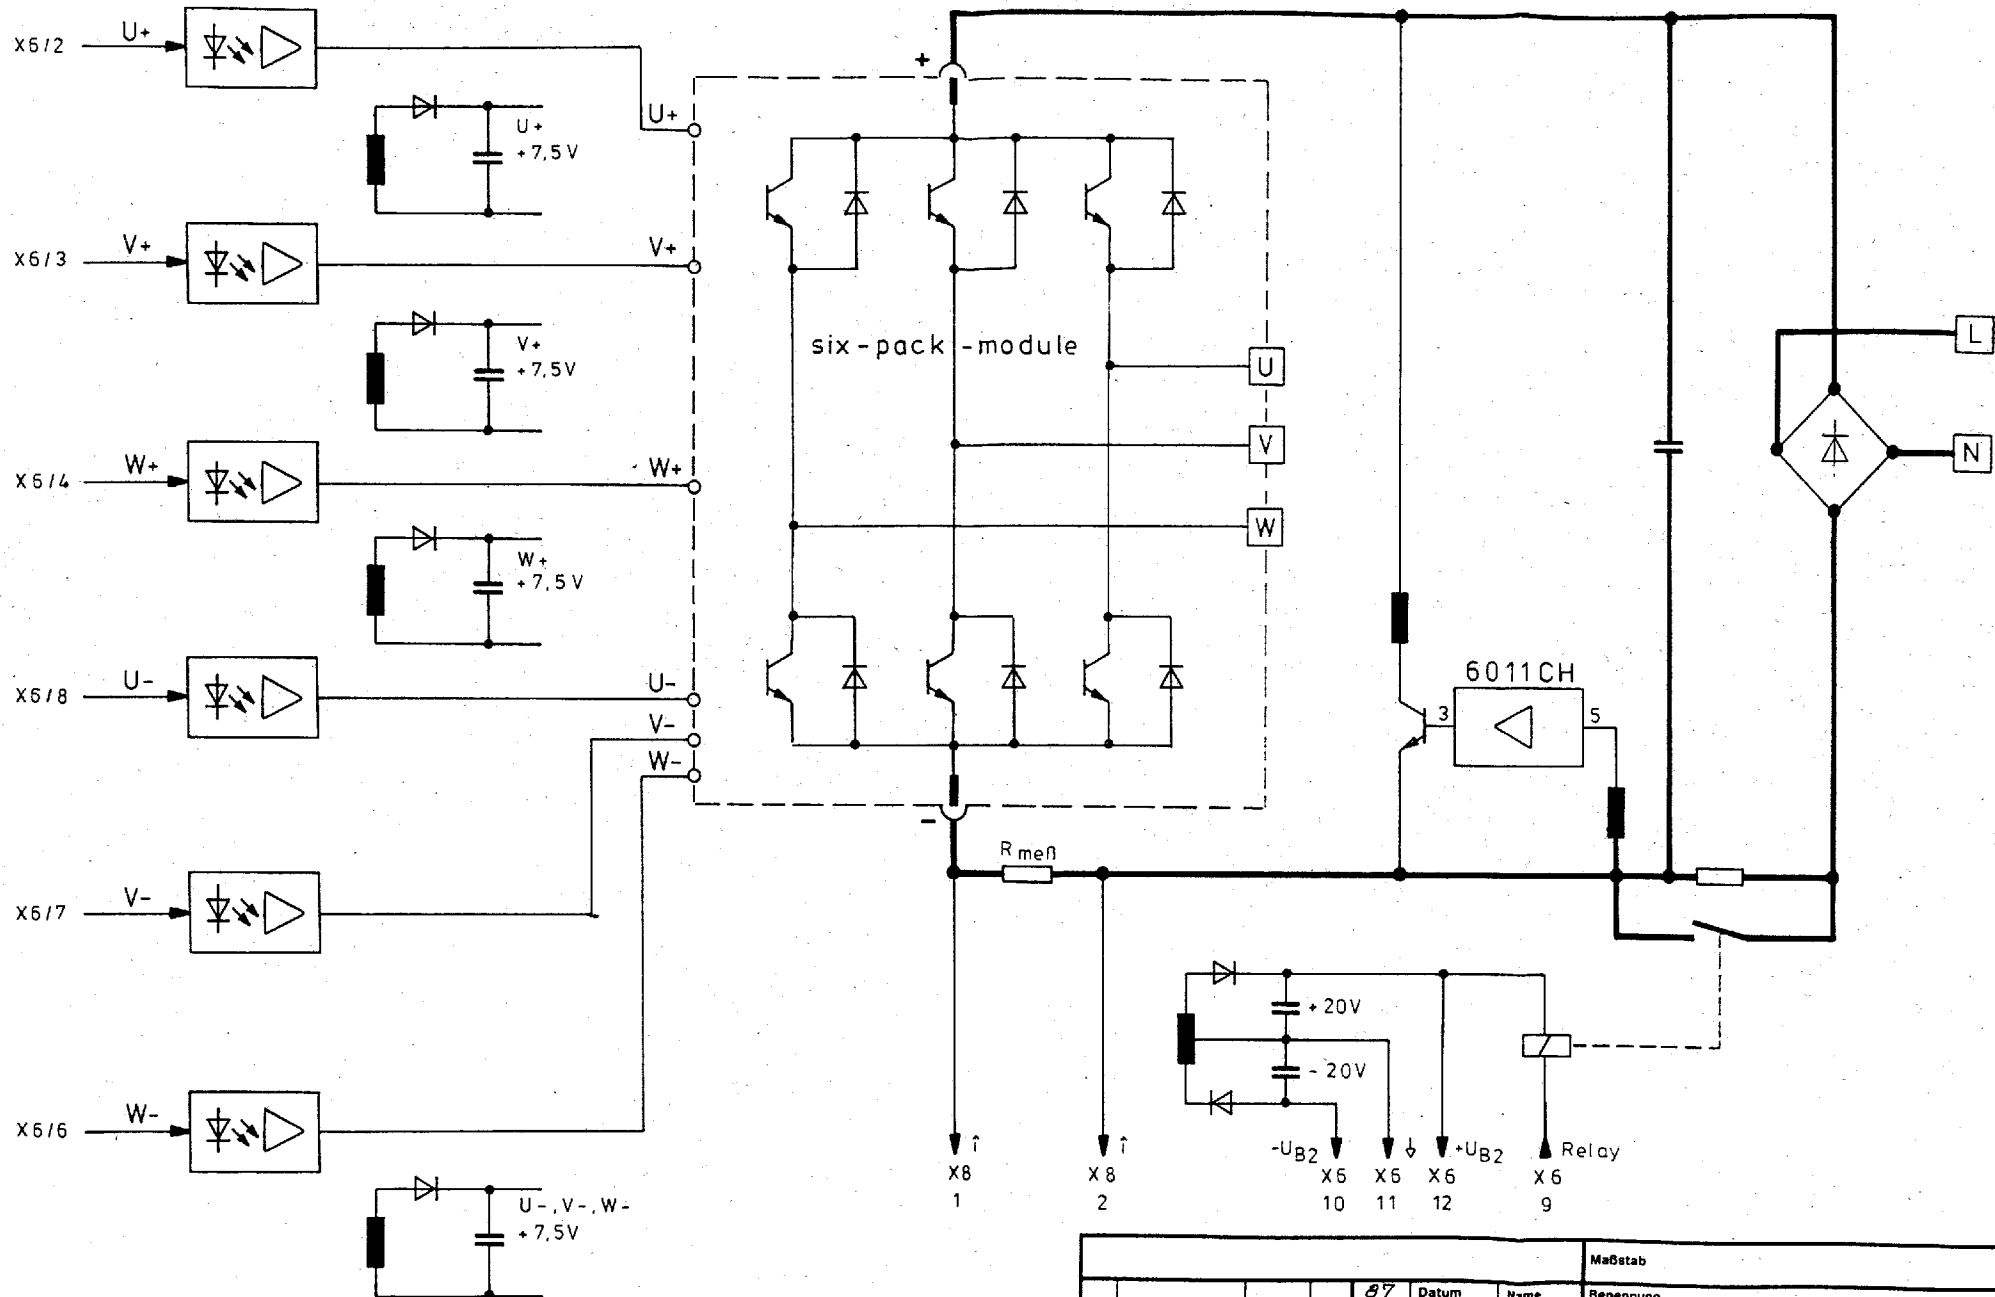 X6/2 U+
U+
U+
+7,5V
X6/3 V+
V+
V+
+7,5V
X6/4 W+
W+
W+
+7,5V
X6/8 U-
U-
V-
W-
X6/7 V-
X6/6 W-
U-,V-,W-
+7,5V
+
six-pack-module
U
V
W
-
L
N
6011CH
3
5
R meß
+20V
-20V
X8
1
X8
2
-UB2
X6
10
X6
11
+UB2
X6
12
Relay
X6
9
Maßstab
87 Datum Name Benennung